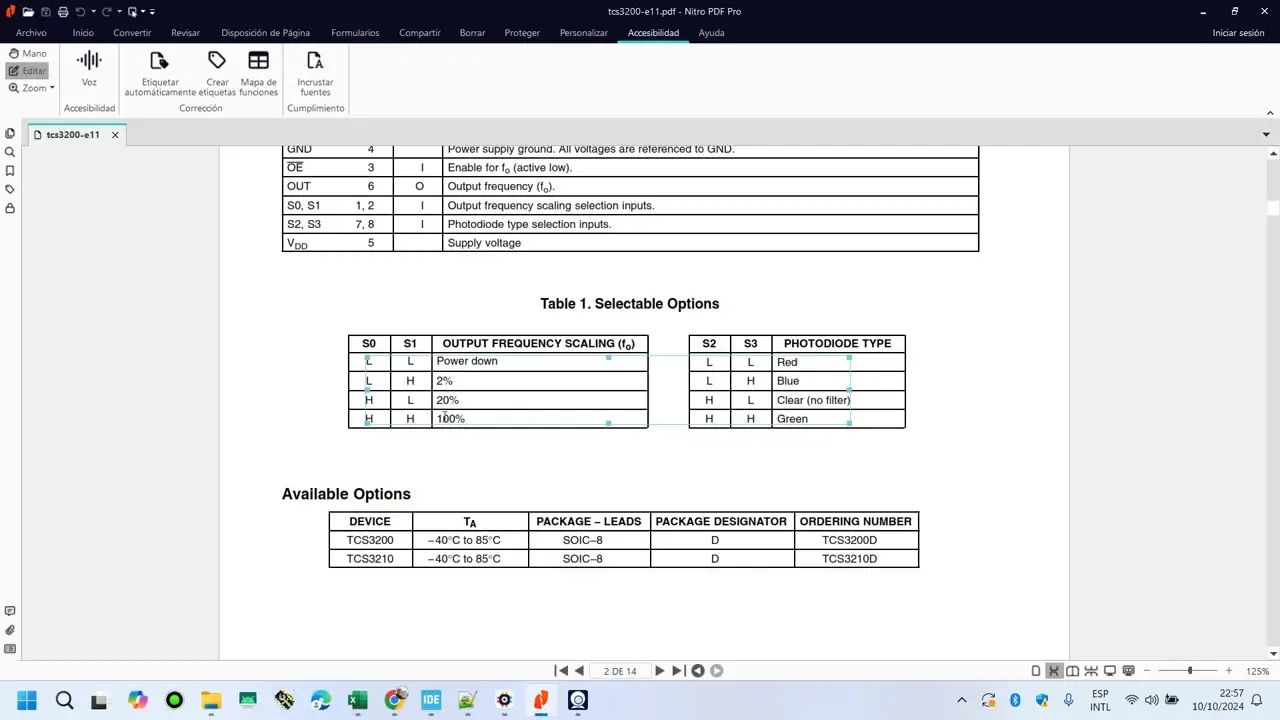 tcs3200-e11.pdf - Nitro PDF Pro
Archivo Inicio Convertir Revisar Disposición de Página Formularios Compartir Borrar Proteger Personalizar Accesibilidad Ayuda Iniciar sesión
Mano
Editar
Zoom
Voz
Etiquetar automáticamente
Crear etiquetas
Mapa de funciones
Incrustar fuentes
Accesibilidad Corrección Cumplimiento
tcs3200-e11
GND 4 Power supply ground. All voltages are referenced to GND.
OE 3 I Enable for fo (active low).
OUT 6 O Output frequency (fo).
S0, S1 1, 2 I Output frequency scaling selection inputs.
S2, S3 7, 8 I Photodiode type selection inputs.
VDD 5 Supply voltage
Table 1. Selectable Options
S0 S1 OUTPUT FREQUENCY SCALING (fo) S2 S3 PHOTODIODE TYPE
L L Power down L L Red
L H 2% L H Blue
H L 20% H L Clear (no filter)
H H 100% H H Green
Available Options
DEVICE TA PACKAGE – LEADS PACKAGE DESIGNATOR ORDERING NUMBER
TCS3200 −40°C to 85°C SOIC−8 D TCS3200D
TCS3210 −40°C to 85°C SOIC−8 D TCS3210D
2 DE 14
125%
IDE
ESP
INTL
22:57
10/10/2024